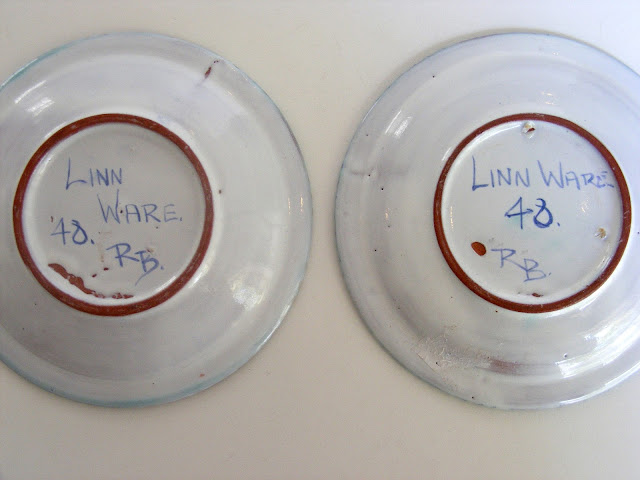 LINN
WARE.
48.
RB.
LINN WARE.
48.
RB.